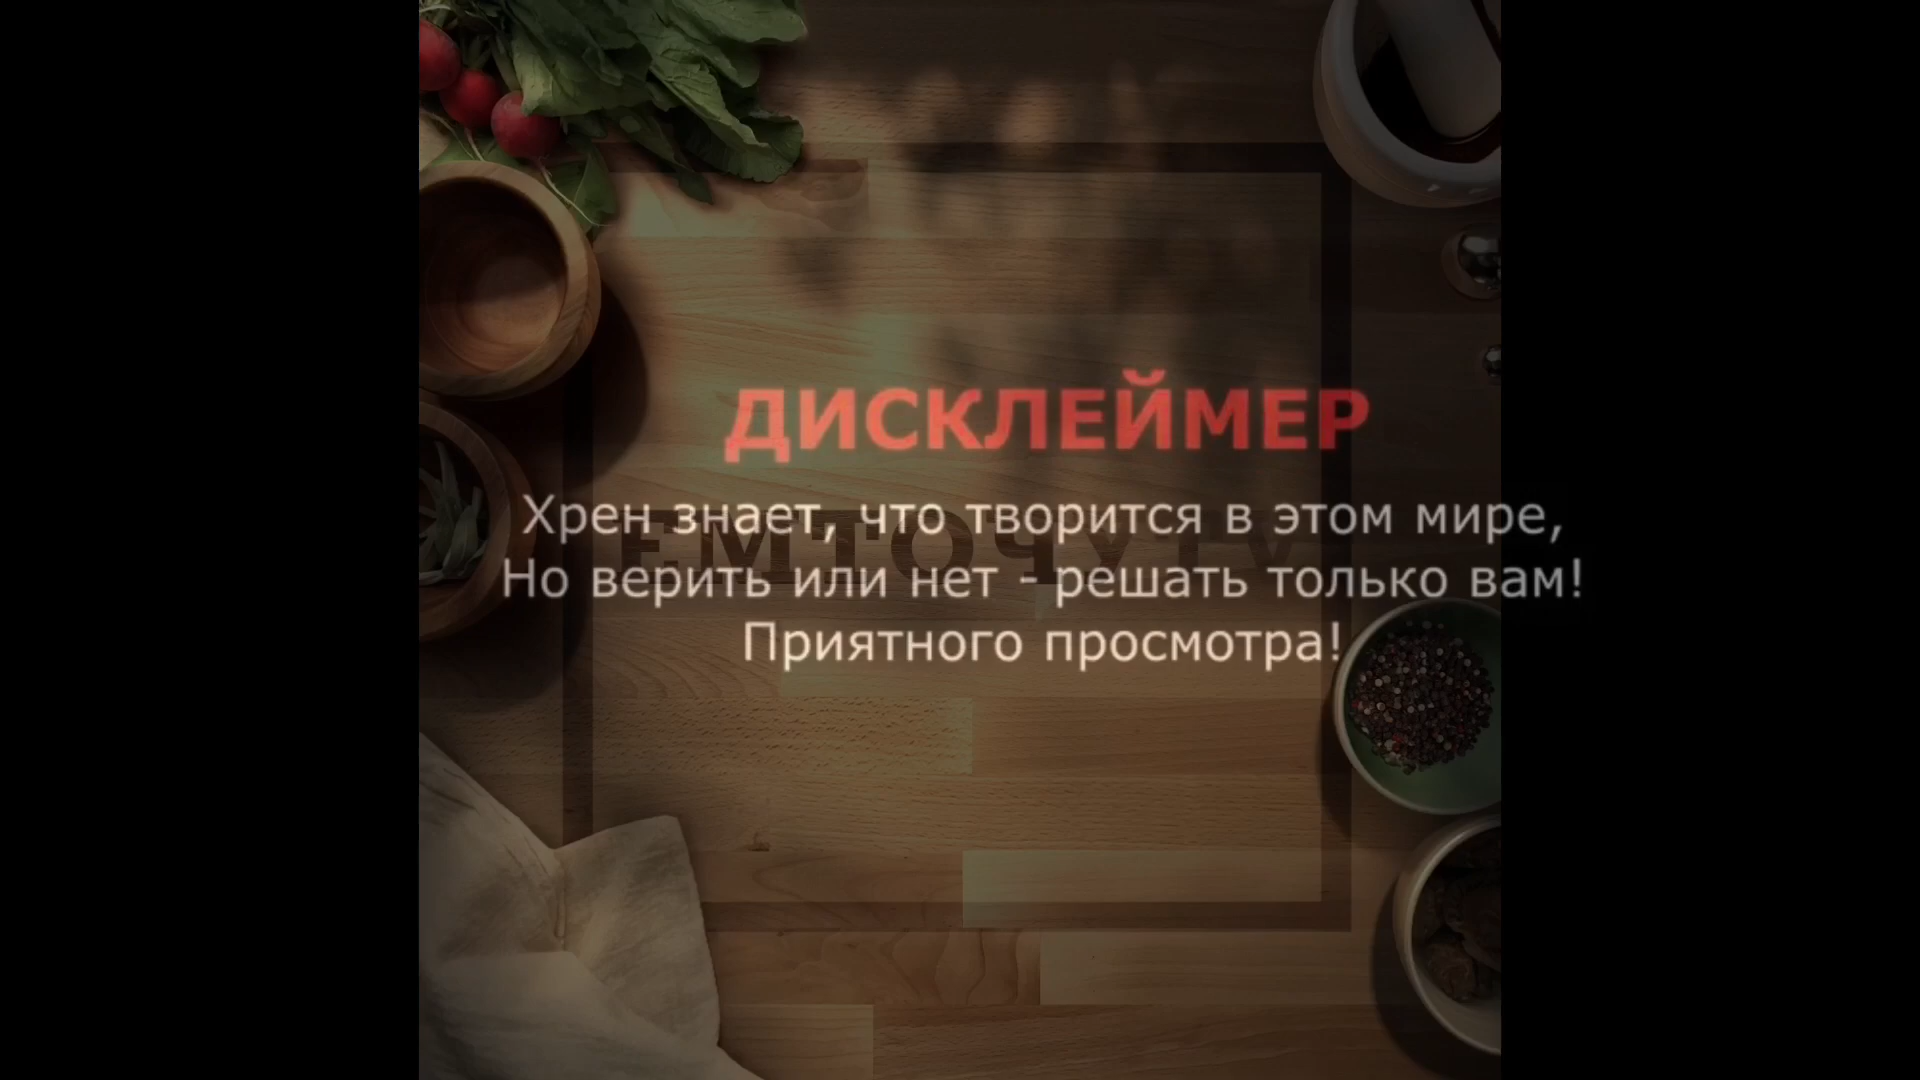 ДИСКЛЕЙМЕР
Хрен знает, что творится в этом мире,
Но верить или нет - решать только вам!
Приятного просмотра!